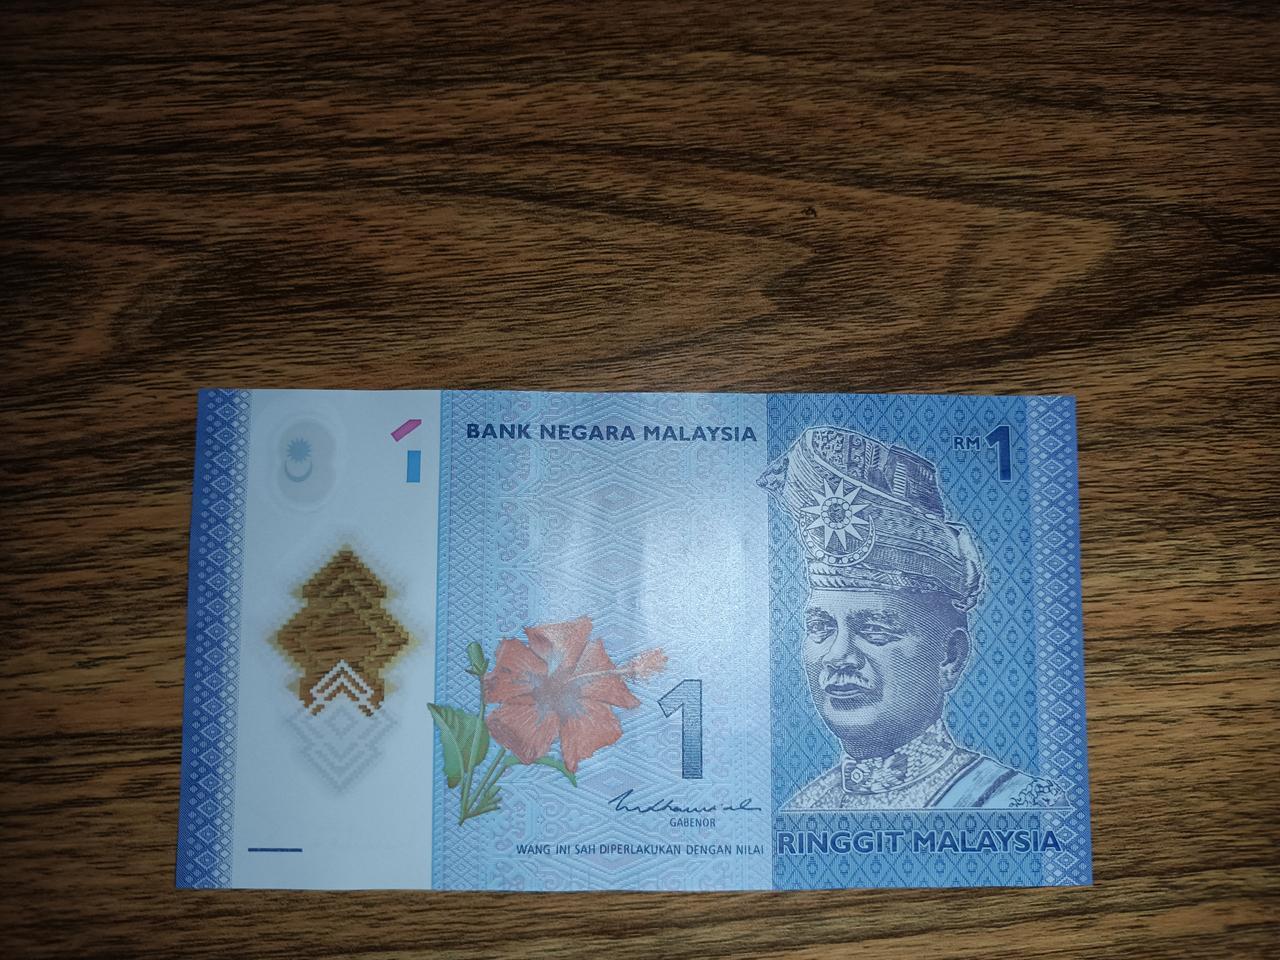 BANK NEGARA MALAYSIA
RM 1
1
GABENOR
WANG INI SAH DIPERLAKUKAN DENGAN NILAI
RINGGIT MALAYSIA